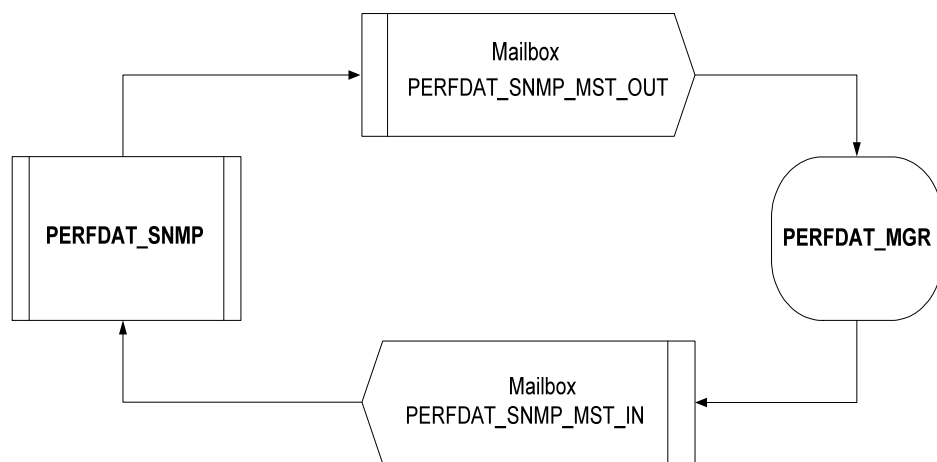 Mailbox
PERFDAT_SNMP_MST_OUT
PERFDAT_SNMP
PERFDAT_MGR
Mailbox
PERFDAT_SNMP_MST_IN